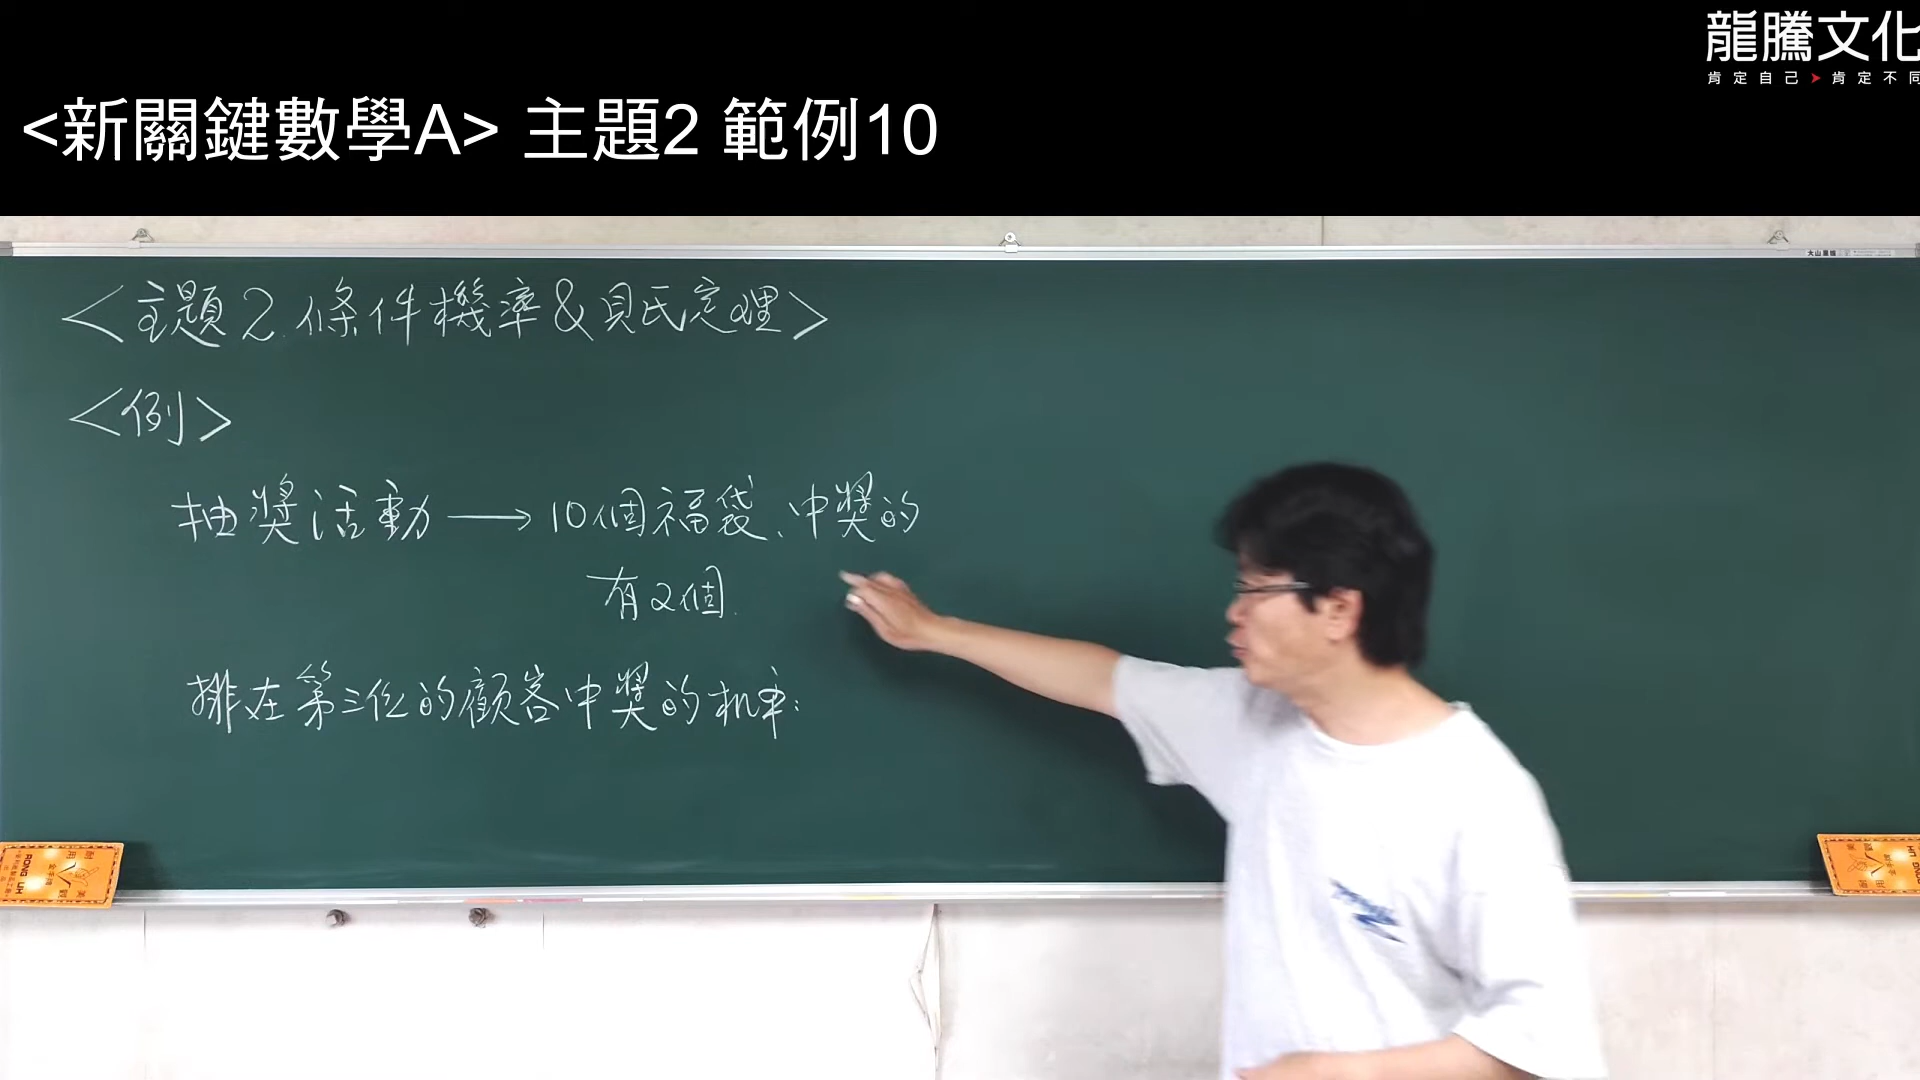 龍騰文化
肯定自己➤肯定不同
<新關鍵數學A> 主題2 範例10
<主題2.條件機率&貝氏定理>
<例>
抽獎活動→10個福袋、中獎的
有2個.
排在第三位的顧客中獎的机率:
RONG LIH